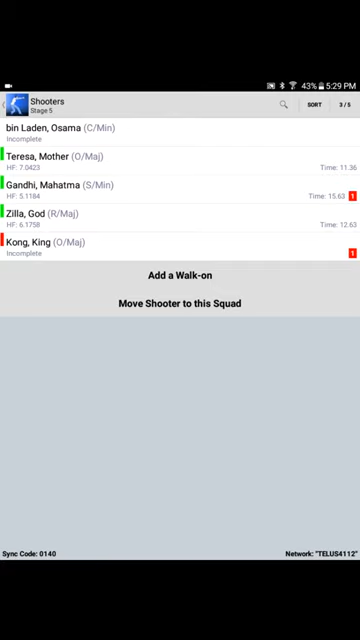 43% 5:29 PM
Shooters
Stage 5
SORT 3 / 5
bin Laden, Osama (C/Min)
Incomplete
Teresa, Mother (O/Maj)
HF: 7.0423 Time: 11.36
Gandhi, Mahatma (S/Min)
HF: 5.1184 Time: 15.63 1
Zilla, God (R/Maj)
HF: 6.1758 Time: 12.63
Kong, King (O/Maj)
Incomplete 1
Add a Walk-on
Move Shooter to this Squad
Sync Code: 0140 Network: "TELUS4112"